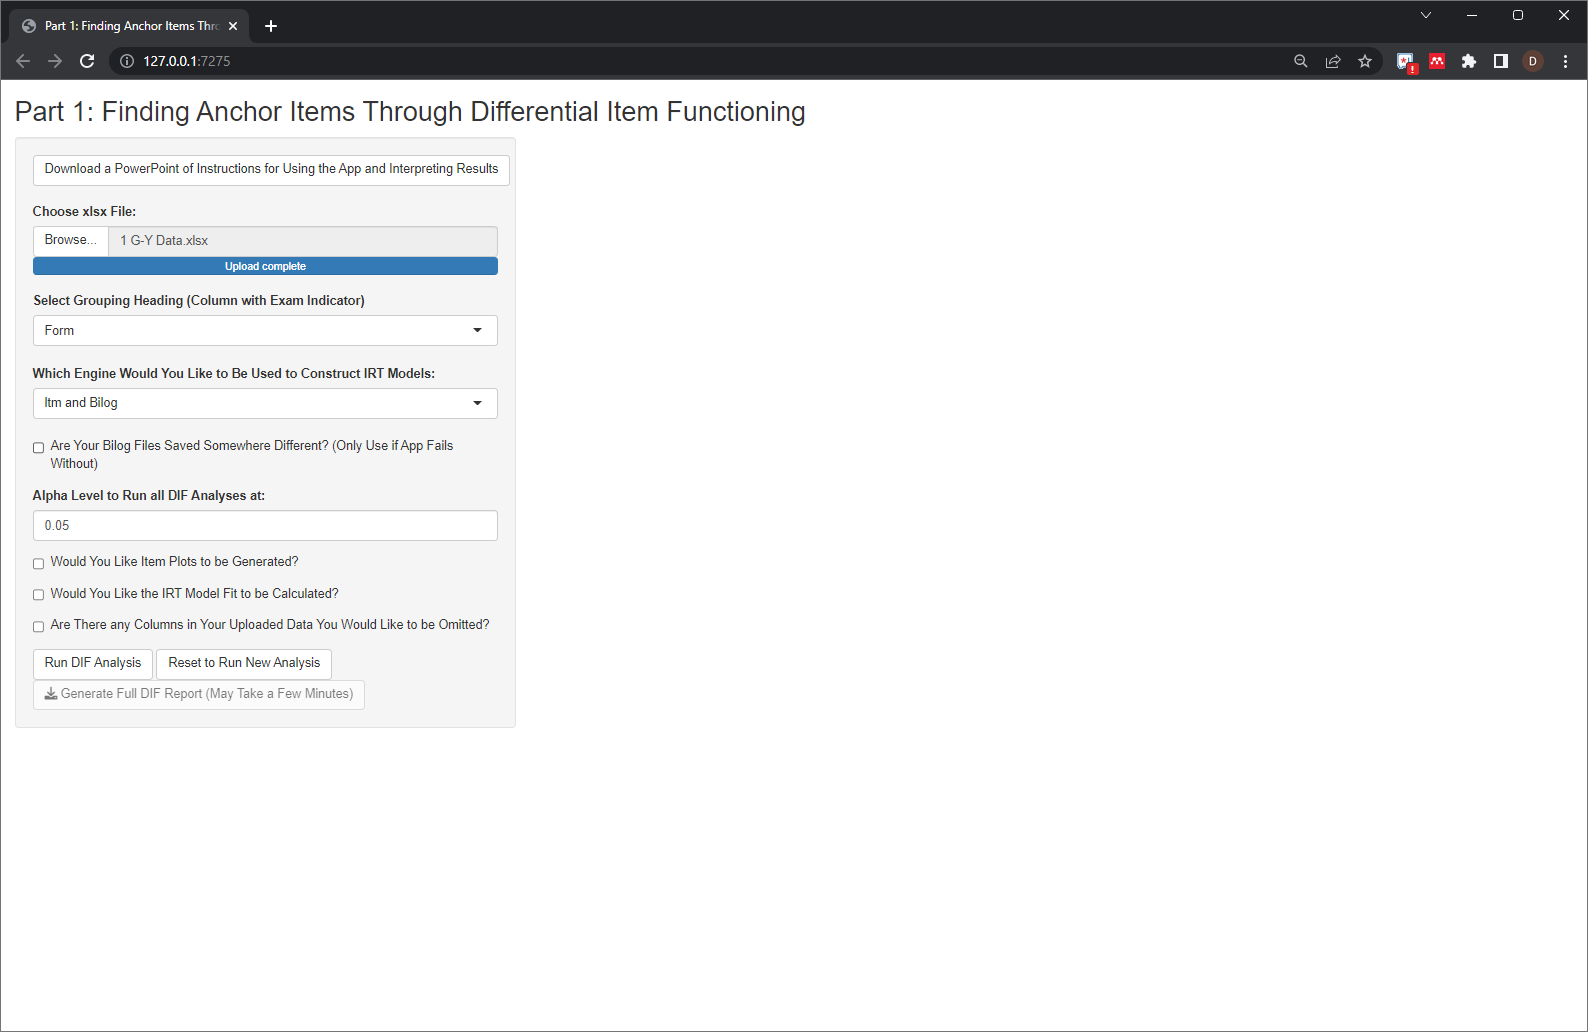 Part 1: Finding Anchor Items Thro
127.0.0.1:7275
D
Part 1: Finding Anchor Items Through Differential Item Functioning
Download a PowerPoint of Instructions for Using the App and Interpreting Results
Choose xlsx File:
Browse... 1 G-Y Data.xlsx
Upload complete
Select Grouping Heading (Column with Exam Indicator)
Form
Which Engine Would You Like to Be Used to Construct IRT Models:
ltm and Bilog
Are Your Bilog Files Saved Somewhere Different? (Only Use if App Fails
Without)
Alpha Level to Run all DIF Analyses at:
0.05
Would You Like Item Plots to be Generated?
Would You Like the IRT Model Fit to be Calculated?
Are There any Columns in Your Uploaded Data You Would Like to be Omitted?
Run DIF Analysis Reset to Run New Analysis
Generate Full DIF Report (May Take a Few Minutes)